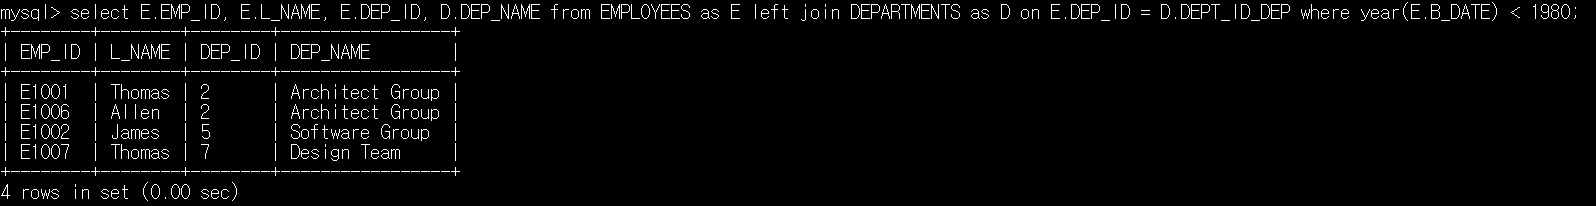 mysql> select E.EMP_ID, E.L_NAME, E.DEP_ID, D.DEP_NAME from EMPLOYEES as E left join DEPARTMENTS as D on E.DEP_ID = D.DEPT_ID_DEP where year(E.B_DATE) < 1980;
+--------+--------+--------+-----------------+
| EMP_ID | L_NAME | DEP_ID | DEP_NAME        |
+--------+--------+--------+-----------------+
| E1001  | Thomas | 2      | Architect Group |
| E1006  | Allen  | 2      | Architect Group |
| E1002  | James  | 5      | Software Group  |
| E1007  | Thomas | 7      | Design Team     |
+--------+--------+--------+-----------------+
4 rows in set (0.00 sec)